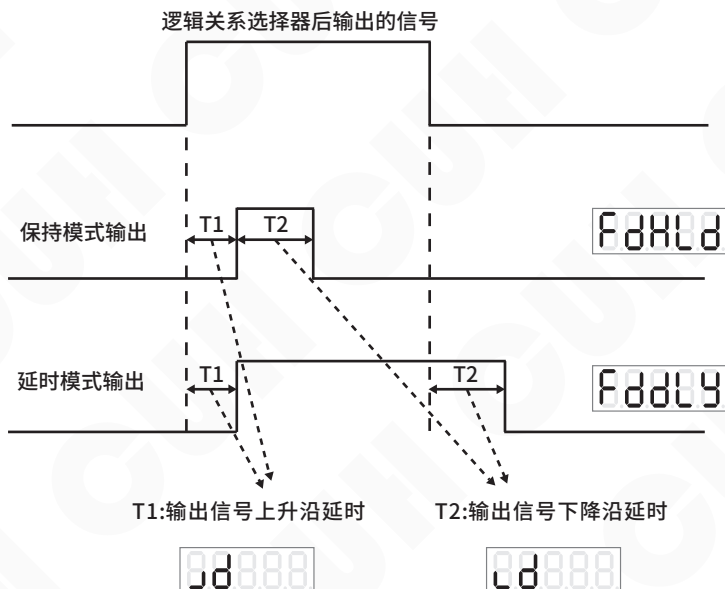 逻辑关系选择器后输出的信号
保持模式输出
T1
T2
FdHLd
延时模式输出
T1
T2
FddLY
T1:输出信号上升沿延时
T2:输出信号下降沿延时